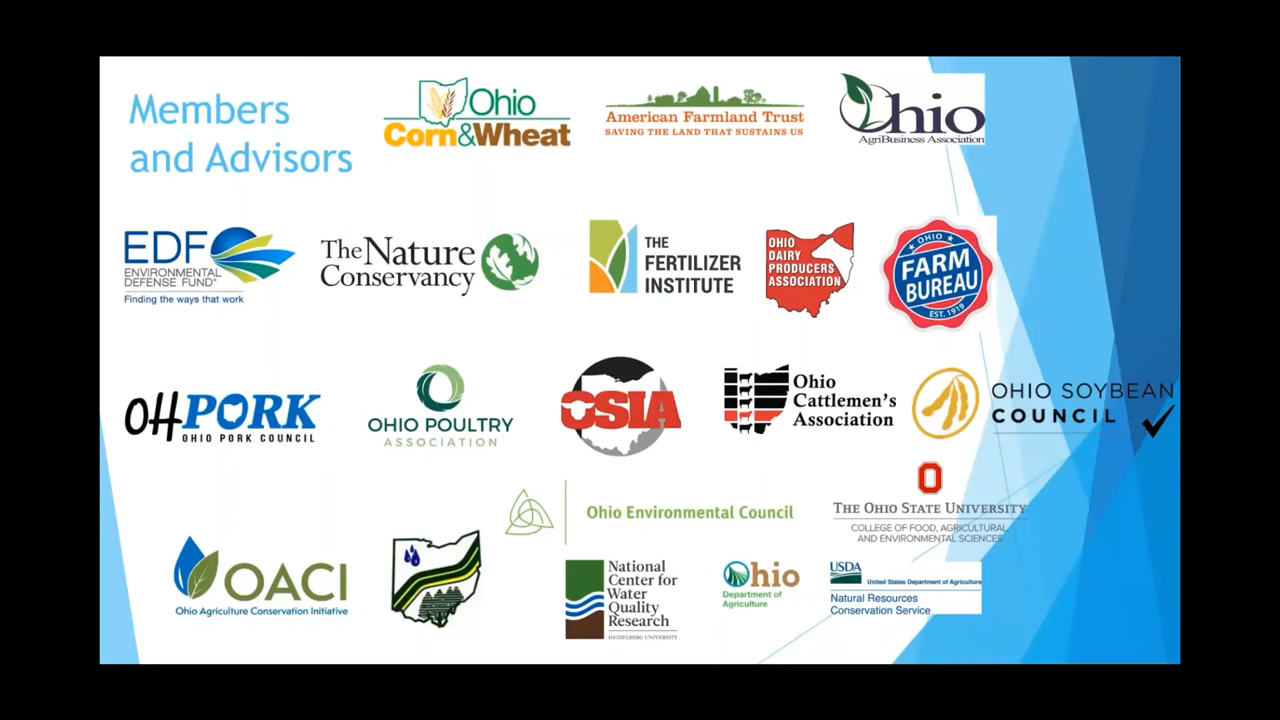 Members
and Advisors
Ohio
Corn&Wheat
American Farmland Trust
SAVING THE LAND THAT SUSTAINS US
Ohio
AgriBusiness Association
EDF
ENVIRONMENTAL
DEFENSE FUND®
Finding the ways that work
The Nature
Conservancy
THE
FERTILIZER
INSTITUTE
OHIO
DAIRY
PRODUCERS
ASSOCIATION
OHIO
FARM
BUREAU
EST. 1919
OHPORK
OHIO PORK COUNCIL
OHIO POULTRY
ASSOCIATION
OSIA
Ohio
Cattlemen's
Association
OHIO SOYBEAN
COUNCIL
Ohio Environmental Council
THE OHIO STATE UNIVERSITY
COLLEGE OF FOOD, AGRICULTURAL,
AND ENVIRONMENTAL SCIENCES
OACI
Ohio Agriculture Conservation Initiative
National
Center for
Water
Quality
Research
HEIDELBERG UNIVERSITY
Ohio
Department of
Agriculture
USDA
United States Department of Agriculture
Natural Resources
Conservation Service